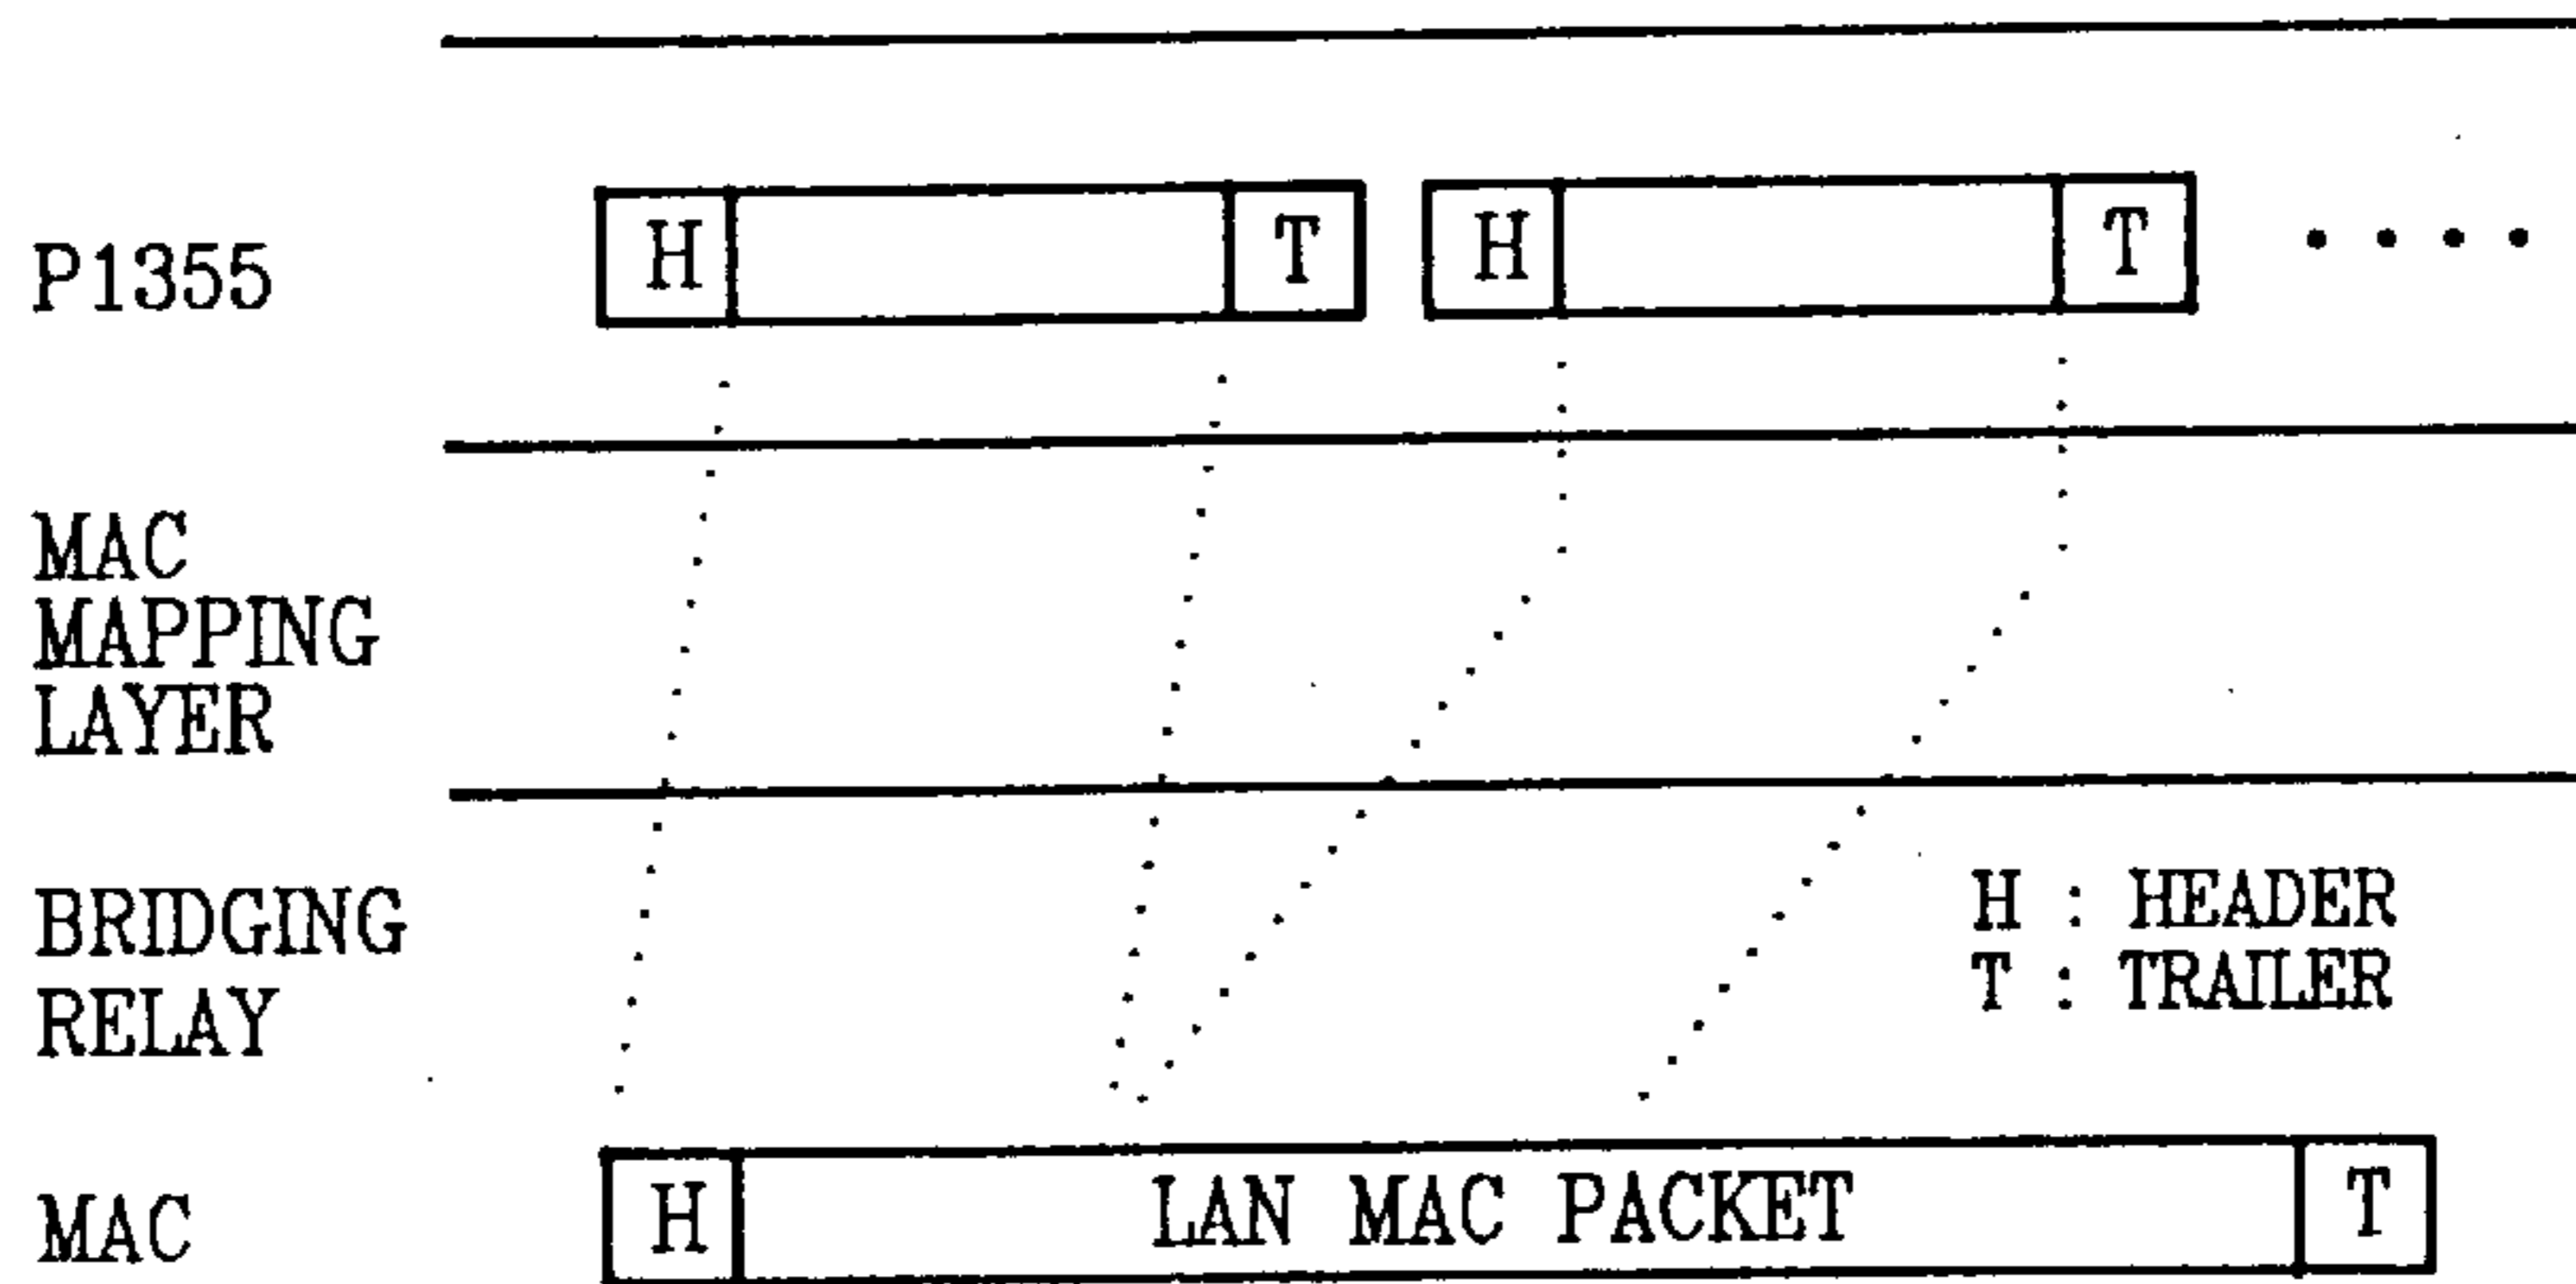 P1355
H T H T ....
MAC
MAPPING
LAYER
BRIDGING
RELAY
H : HEADER
T : TRAILER
MAC
H LAN MAC PACKET T